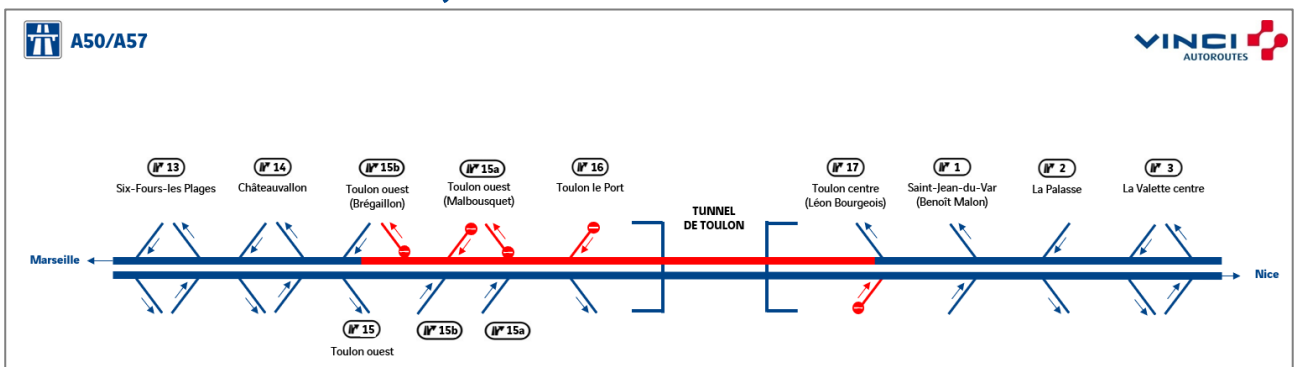 A50/A57
VINCI
AUTOROUTES
13
14
15b
15a
16
17
1
2
3
Six-Fours-les Plages
Châteauvallon
Toulon ouest
(Brégaillon)
Toulon ouest
(Malbousquet)
Toulon le Port
TUNNEL
DE TOULON
Toulon centre
(Léon Bourgeois)
Saint-Jean-du-Var
(Benoît Malon)
La Palasse
La Valette centre
Marseille
Nice
15
Toulon ouest
15b
15a